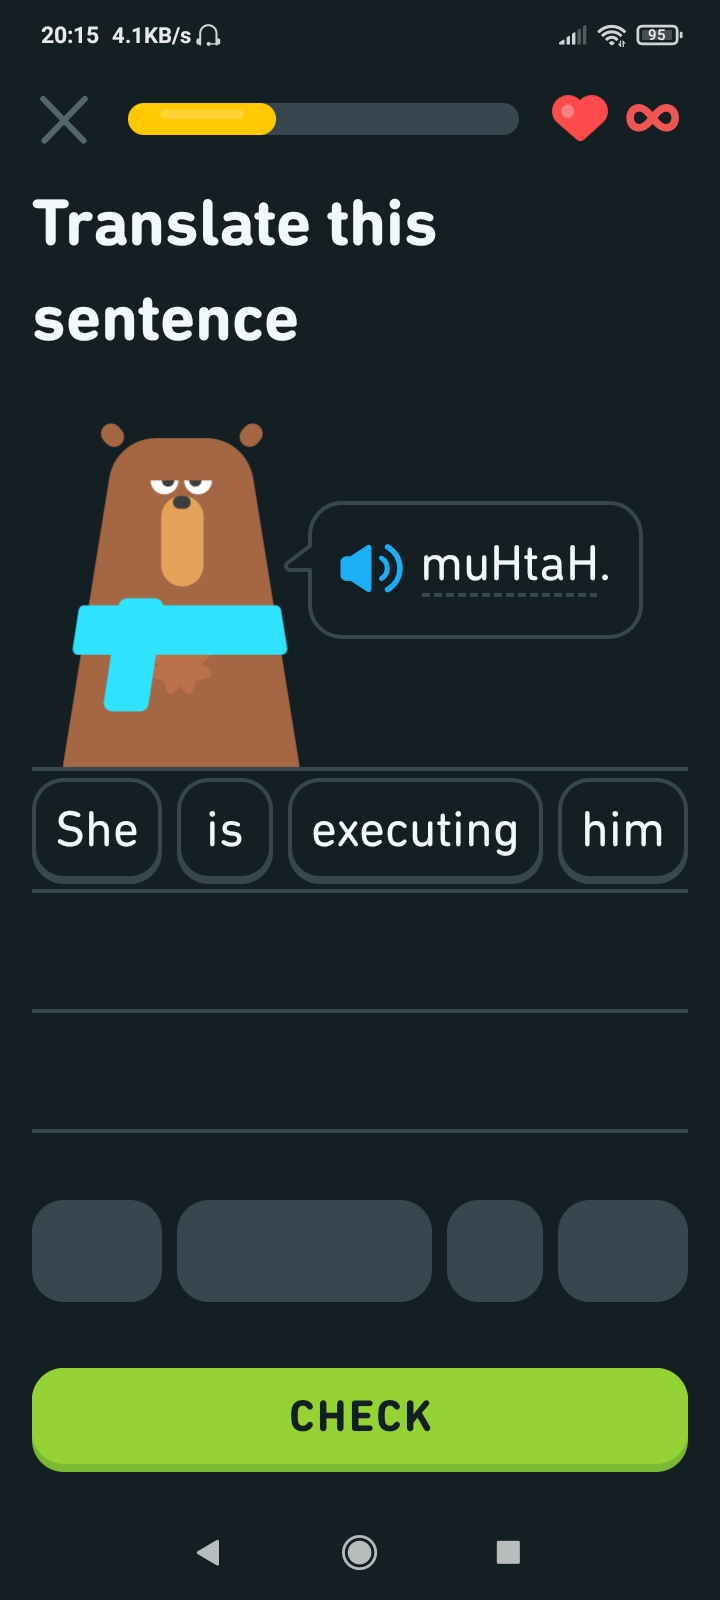 20:15 4.1KB/s 95
Translate this
sentence
muHtaH.
She is executing him
CHECK